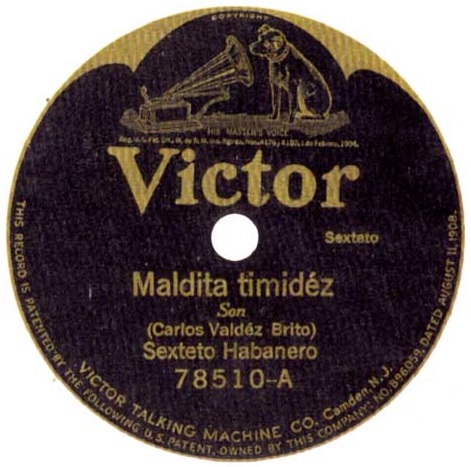 COPYRIGHT
HIS MASTER'S VOICE
Victor
Sexteto
Maldita timidéz
Son
(Carlos Valdéz Brito)
Sexteto Habanero
78510-A
VICTOR TALKING MACHINE CO. Camden, N. J.
THIS RECORD IS PATENTED BY THE FOLLOWING U.S. PATENT, OWNED BY THIS COMPANY: NO. 896059, DATED AUGUST 11, 1908.